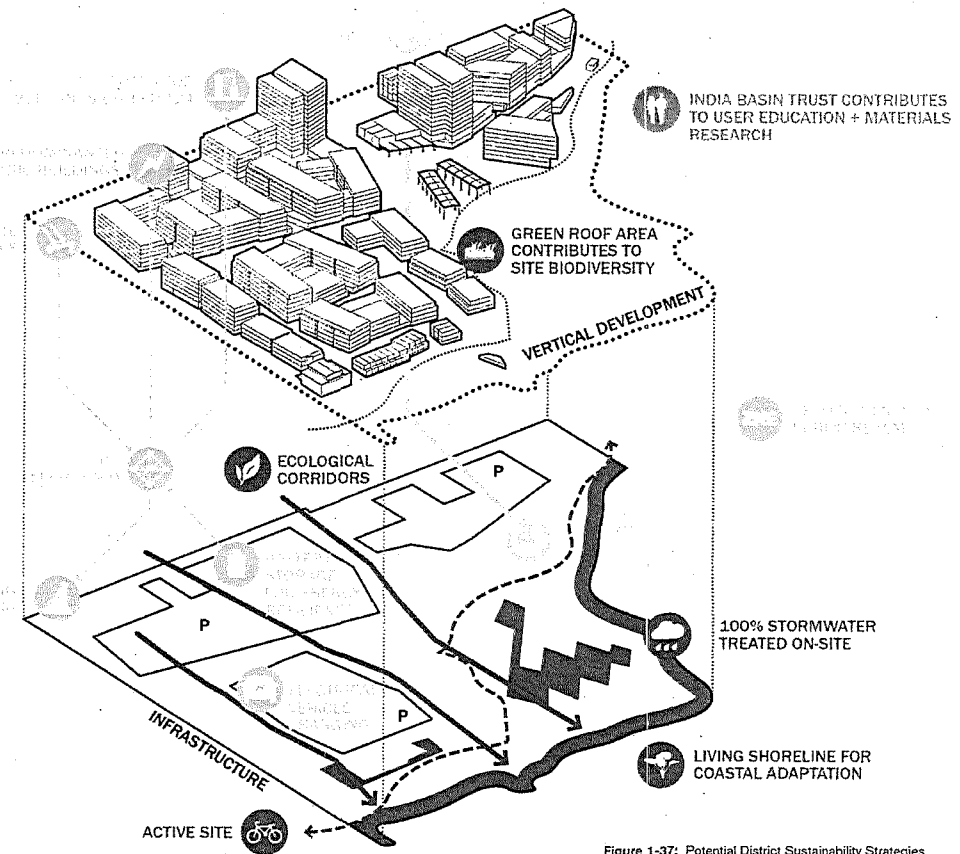 INDIA BASIN TRUST CONTRIBUTES
TO USER EDUCATION + MATERIALS
RESEARCH
GREEN ROOF AREA
CONTRIBUTES TO
SITE BIODIVERSITY
VERTICAL DEVELOPMENT
ECOLOGICAL
CORRIDORS
P
P
P
100% STORMWATER
TREATED ON-SITE
ELECTRICAL
VEHICLE
INFRASTRUCTURE
LIVING SHORELINE FOR
COASTAL ADAPTATION
ACTIVE SITE
Figure 1-37: Potential District Sustainability Strategies